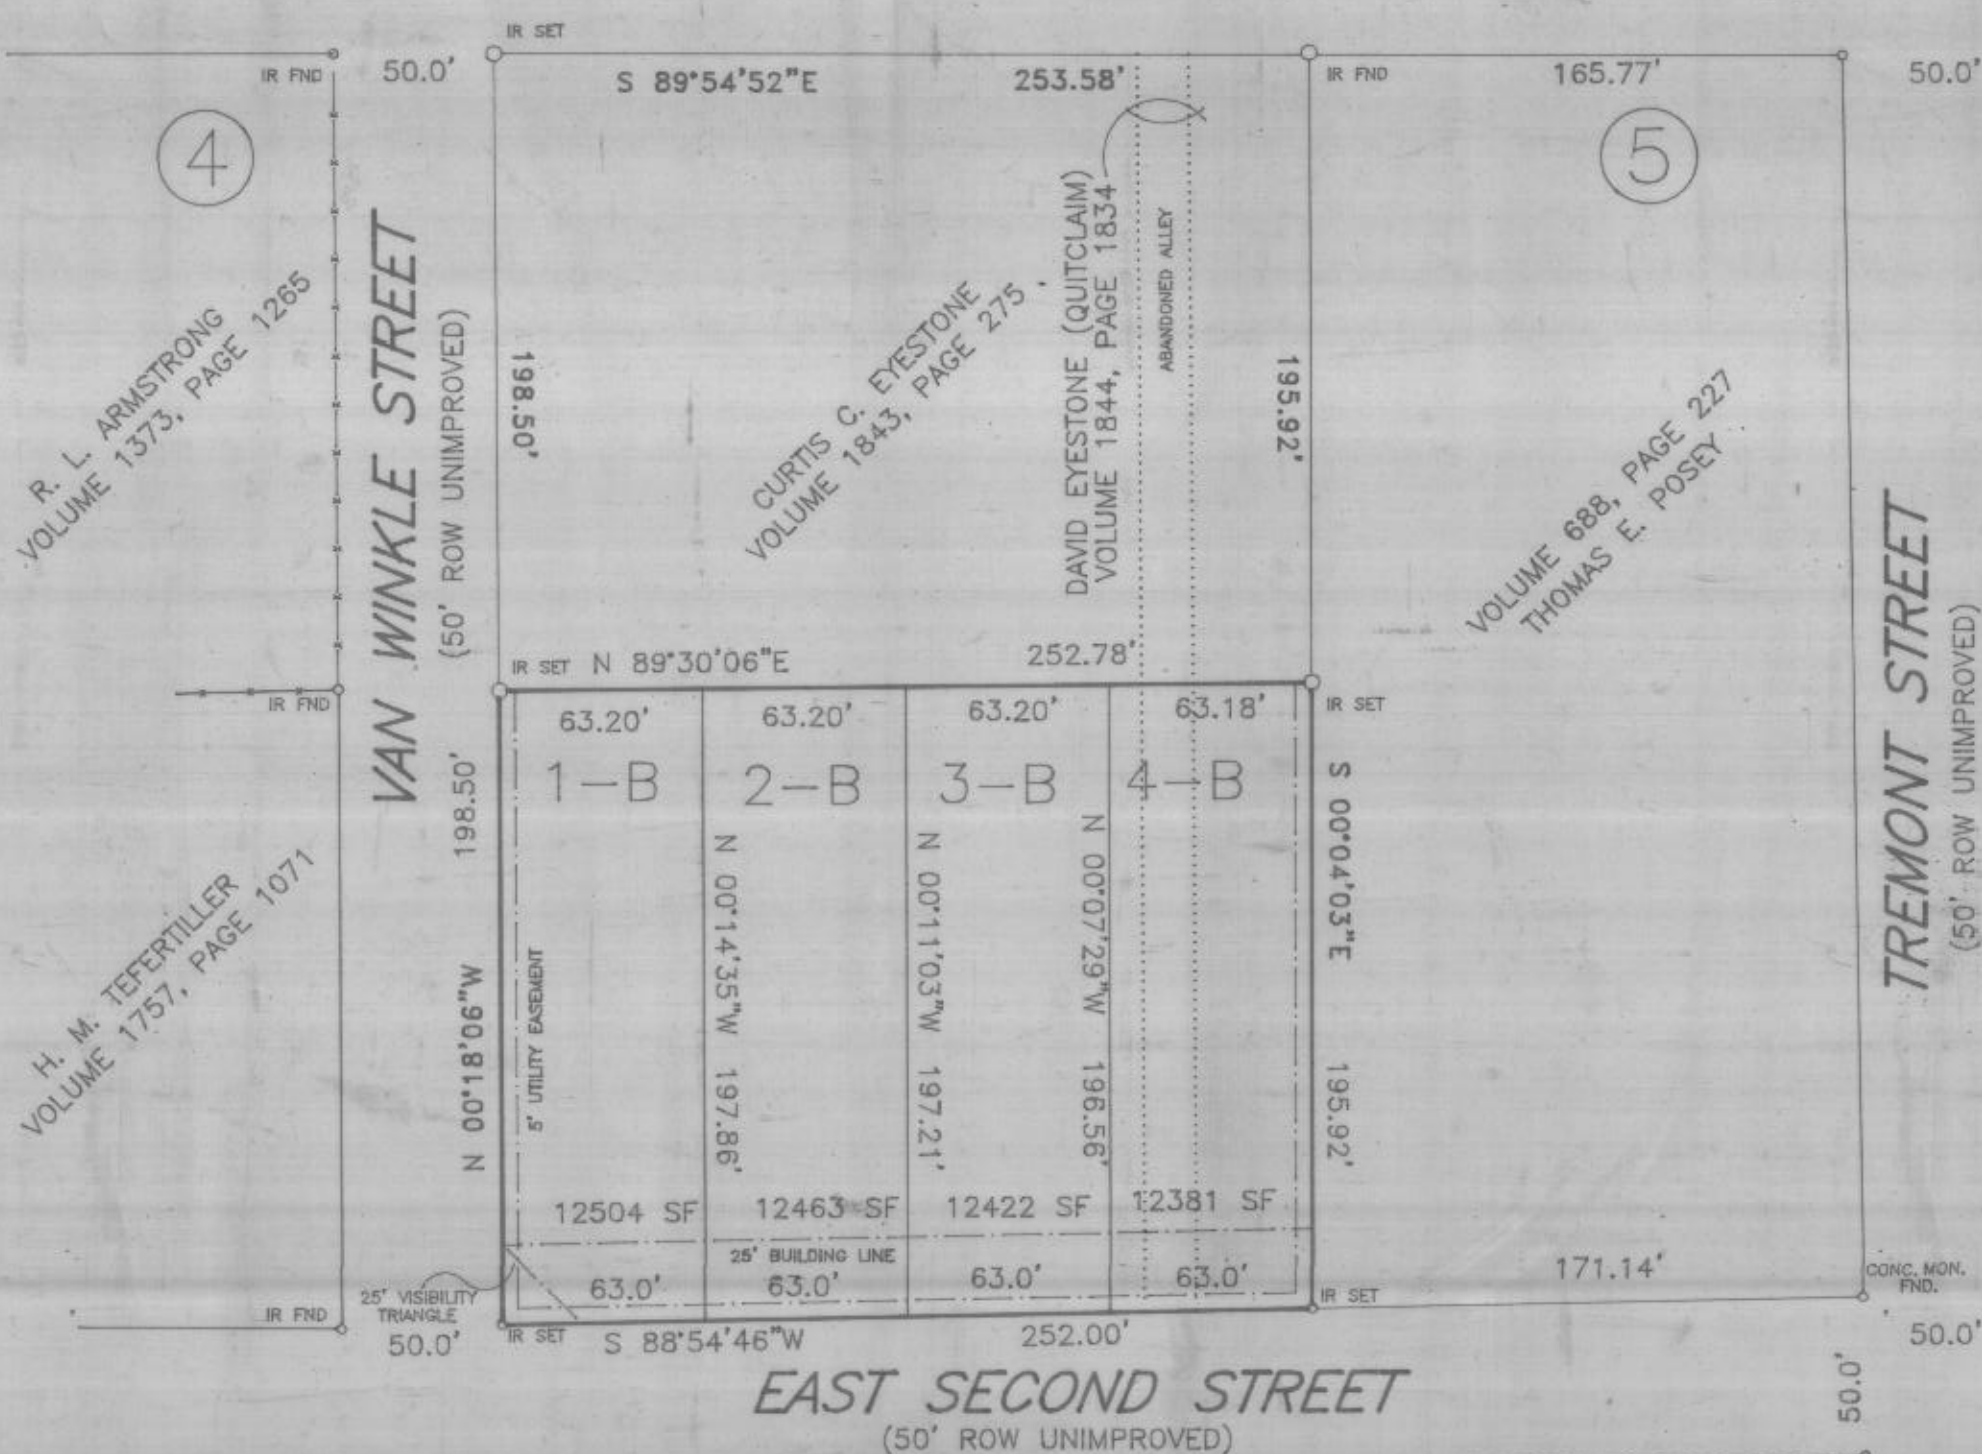 IR SET
IR FND
50.0'
S 89°54'52"E
253.58'
IR FND
165.77'
50.0'
4
5
R. L. ARMSTRONG
VOLUME 1373, PAGE 1265
VAN WINKLE STREET
(50' ROW UNIMPROVED)
198.50'
CURTIS C. EYESTONE
VOLUME 1843, PAGE 275
DAVID EYESTONE (QUITCLAIM)
VOLUME 1844, PAGE 1834
ABANDONED ALLEY
195.92'
VOLUME 688, PAGE 227
THOMAS E. POSEY
TREMONT STREET
(50' ROW UNIMPROVED)
IR SET N 89°30'06"E
252.78'
IR FND
IR SET
63.20'
63.20'
63.20'
63.18'
1-B
2-B
3-B
4-B
H. M. TEFERTILLER
VOLUME 1757, PAGE 1071
N 00°18'06"W 198.50'
5' UTILITY EASEMENT
N 00°14'35"W 197.86'
N 00°11'03"W 197.21'
N 00°07'29"W 196.56'
S 00°04'03"E 195.92'
12504 SF
12463 SF
12422 SF
12381 SF
25' BUILDING LINE
63.0'
63.0'
63.0'
63.0'
171.14'
CONC. MON.
FND.
25' VISIBILITY
TRIANGLE
IR FND
50.0'
IR SET
S 88°54'46"W
252.00'
IR SET
50.0'
50.0'
EAST SECOND STREET
(50' ROW UNIMPROVED)